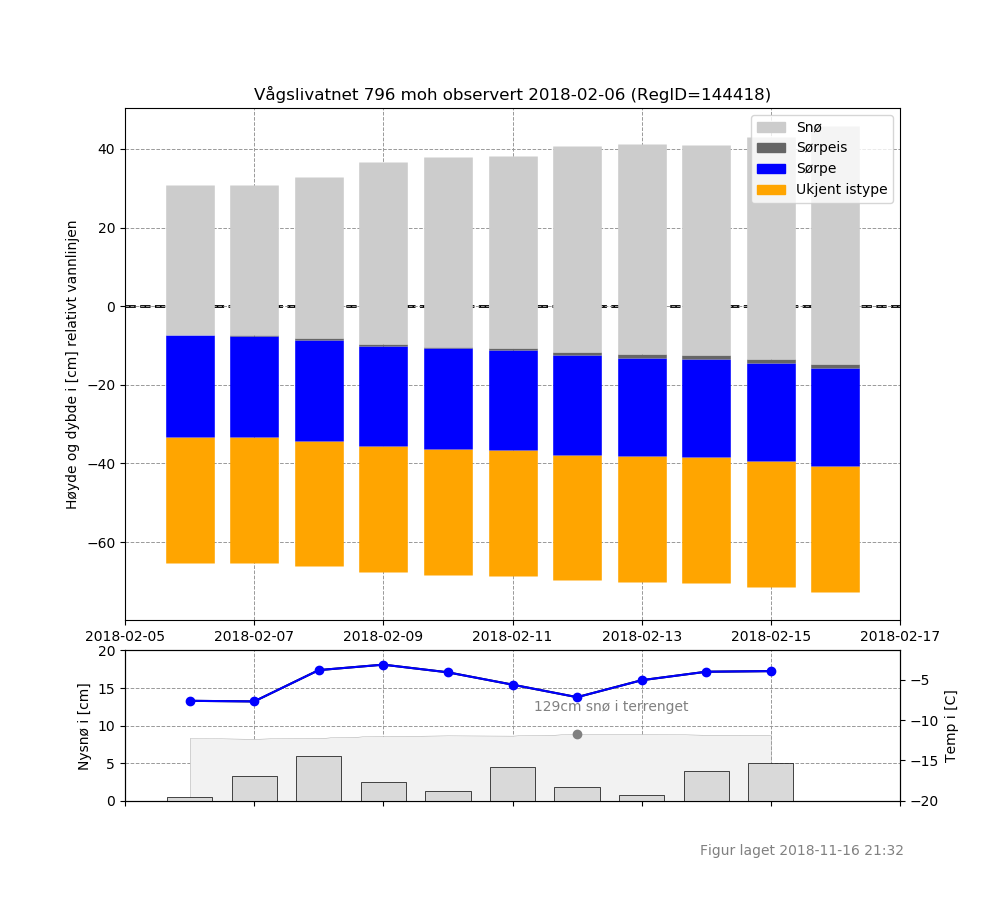 Vågslivatnet 796 moh observert 2018-02-06 (RegID=144418)
Snø
Sørpeis
Sørpe
Ukjent istype
Høyde og dybde i [cm] relativt vannlinjen
40
20
0
−20
−40
−60
2018-02-05 2018-02-07 2018-02-09 2018-02-11 2018-02-13 2018-02-15 2018-02-17
Nysnø i [cm]
20
15
10
5
0
129cm snø i terrenget
−5
−10
−15
−20
Temp i [C]
Figur laget 2018-11-16 21:32